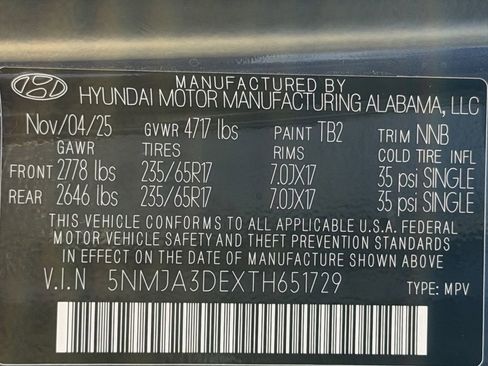 MANUFACTURED BY
HYUNDAI MOTOR MANUFACTURING ALABAMA, LLC
Nov/04/25 GVWR 4717 lbs PAINT TB2 TRIM NNB
GAWR TIRES RIMS COLD TIRE INFL
FRONT 2778 lbs 235/65R17 7.0JX17 35 psi SINGLE
REAR 2646 lbs 235/65R17 7.0JX17 35 psi SINGLE
THIS VEHICLE CONFORMS TO ALL APPLICABLE U.S.A. FEDERAL
MOTOR VEHICLE SAFETY AND THEFT PREVENTION STANDARDS
IN EFFECT ON THE DATE OF MANUFACTURE SHOWN ABOVE
V.I.N 5NMJA3DEXTH651729 TYPE: MPV